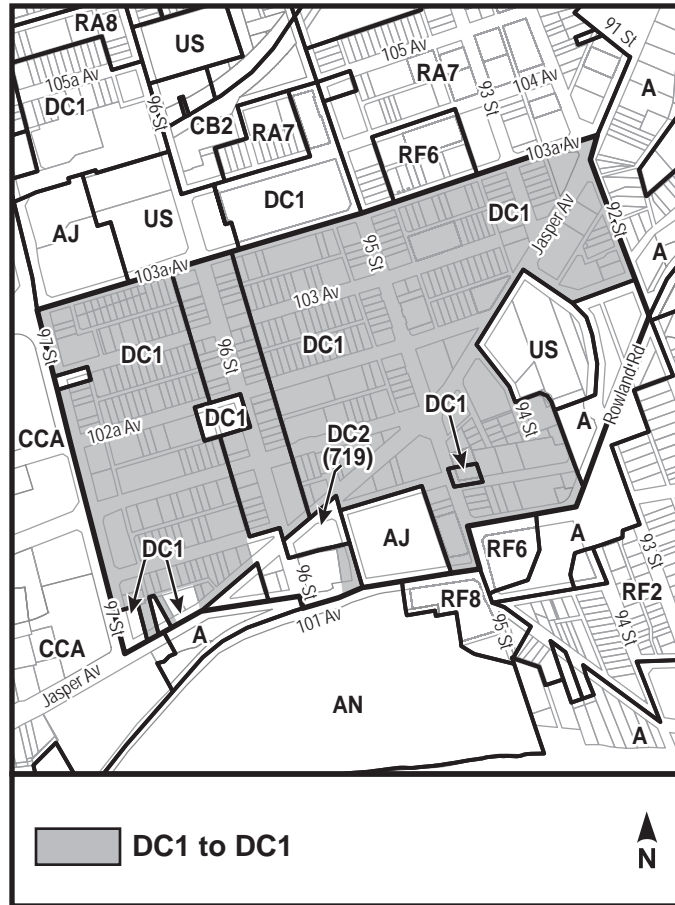 RA8
US
105a Av
DC1
96 St
CB2
RA7
105 Av
RA7
93 St
104 Av
91 St
A
RF6
103a Av
DC1
AJ
US
103a Av
95 St
DC1
Jasper Av
92 St
A
97 St
DC1
96 St
103 Av
DC1
US
Rowland Rd
CCA
102a Av
DC1
DC2
(719)
DC1
94 St
A
DC1
AJ
RF6
A
93 St
97 St
96 St
RF8
95 St
RF2
94 St
CCA
A
101 Av
Jasper Av
AN
A
A
DC1 to DC1
N